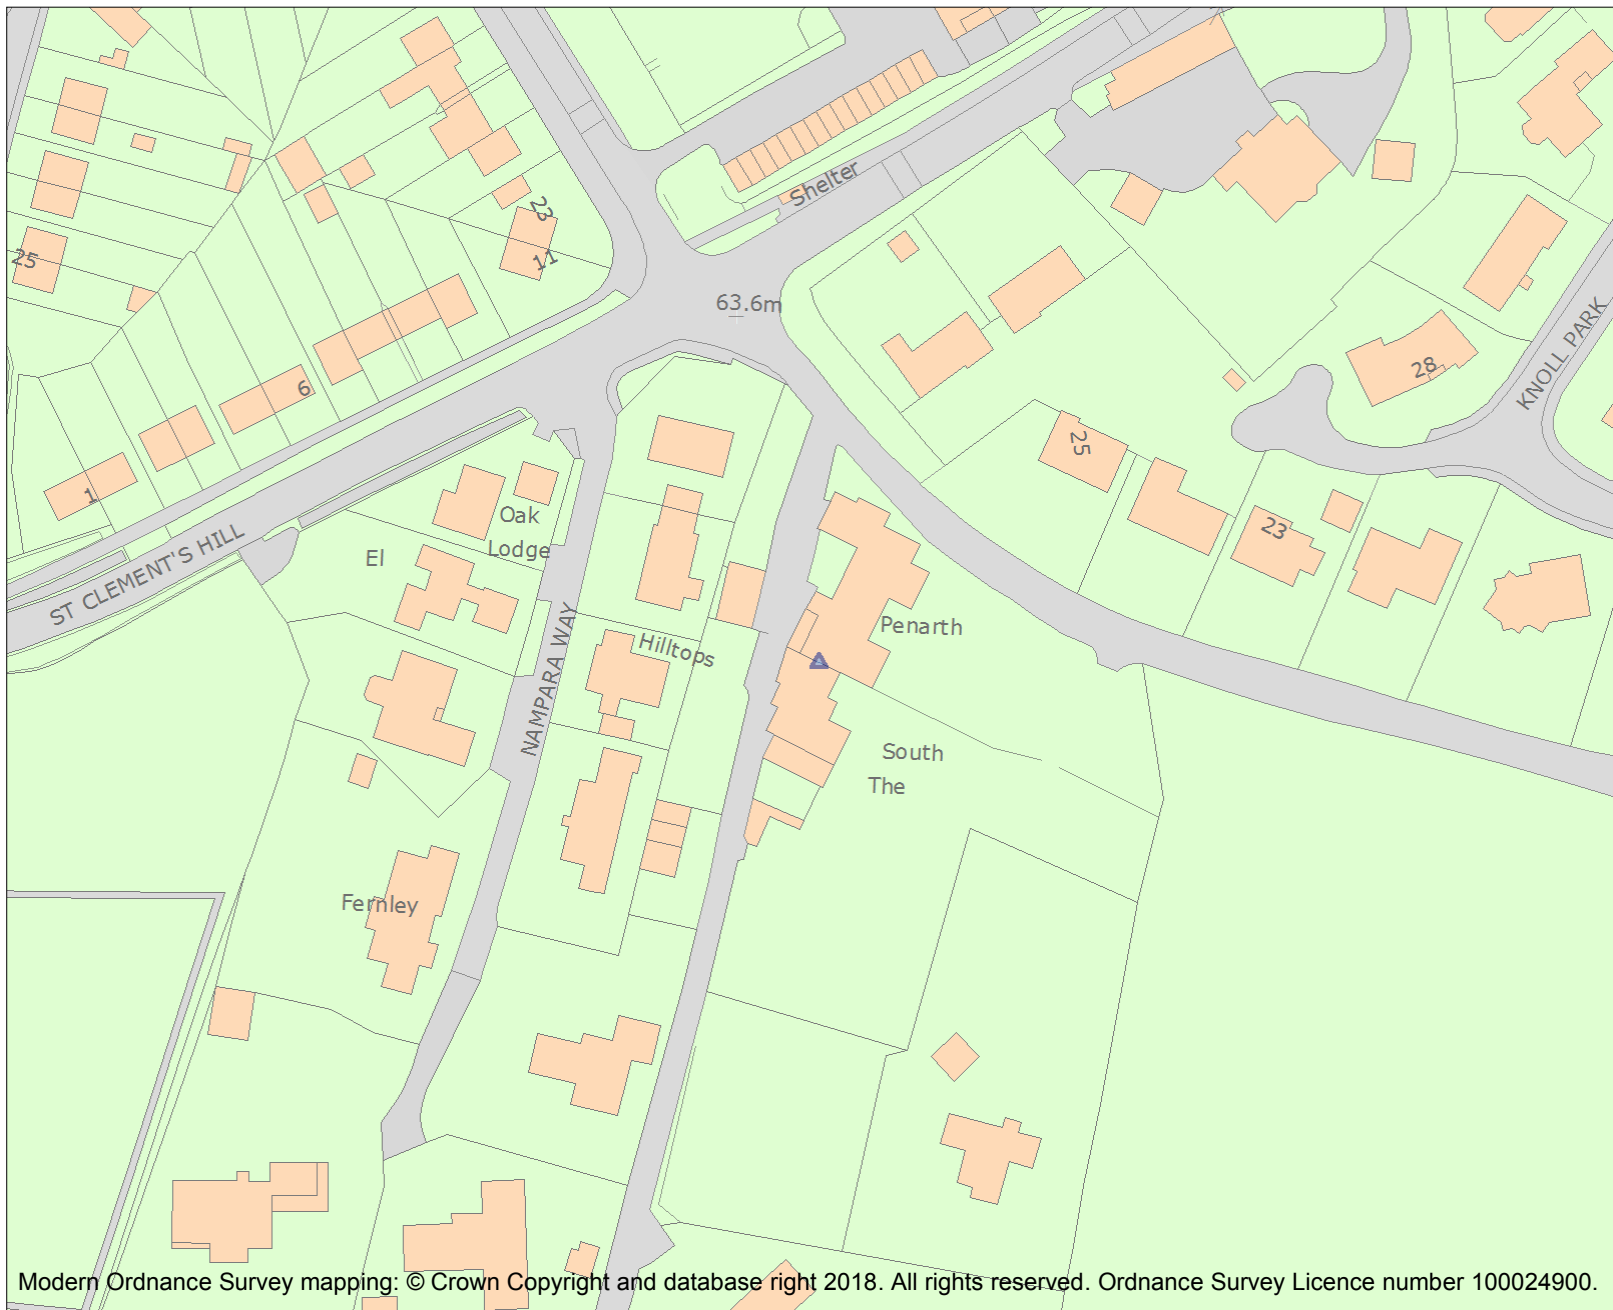 23
11
25
Shelter
63.6m
KNOLL PARK
28
6
25
1
Oak
Lodge
23
El
ST CLEMENT'S HILL
Penarth
Hilltops
NAMPARA WAY
South
The
Fernley
Modern Ordnance Survey mapping: © Crown Copyright and database right 2018. All rights reserved. Ordnance Survey Licence number 100024900.